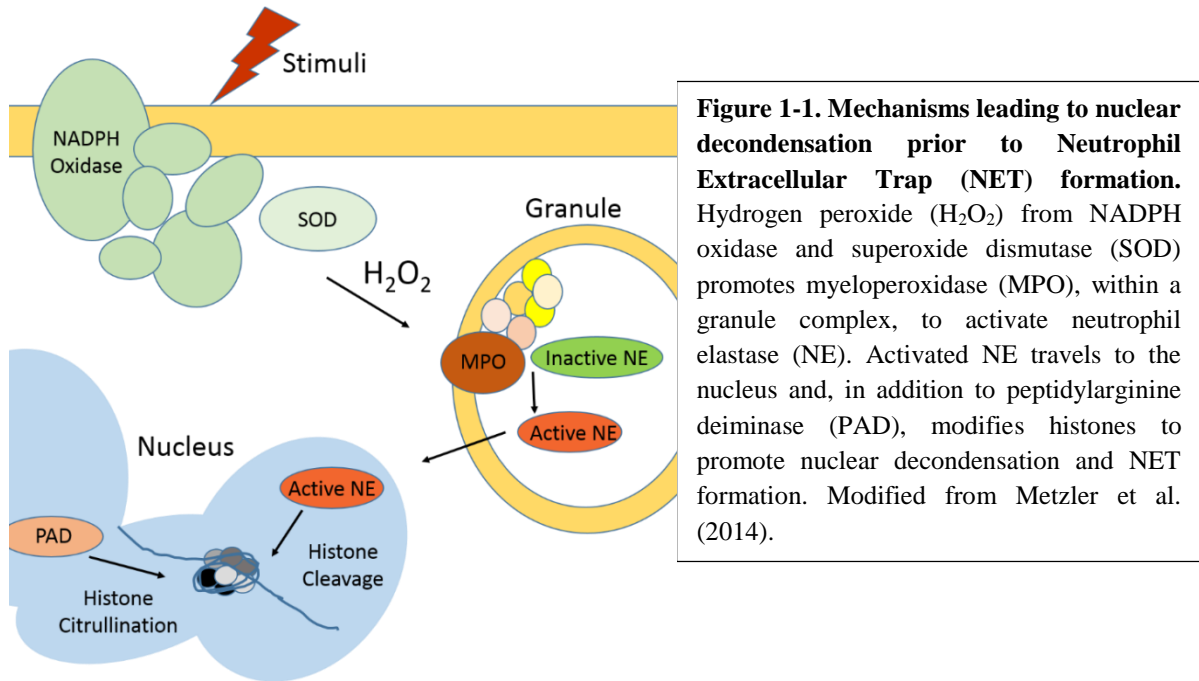 Stimuli
NADPH
Oxidase
SOD
H₂O₂
Granule
MPO
Inactive NE
Active NE
Nucleus
Active NE
PAD
Histone
Cleavage
Histone
Citrullination
Figure 1-1. Mechanisms leading to nuclear
decondensation prior to Neutrophil
Extracellular Trap (NET) formation.
Hydrogen peroxide (H₂O₂) from NADPH
oxidase and superoxide dismutase (SOD)
promotes myeloperoxidase (MPO), within a
granule complex, to activate neutrophil
elastase (NE). Activated NE travels to the
nucleus and, in addition to peptidylarginine
deiminase (PAD), modifies histones to
promote nuclear decondensation and NET
formation. Modified from Metzler et al.
(2014).